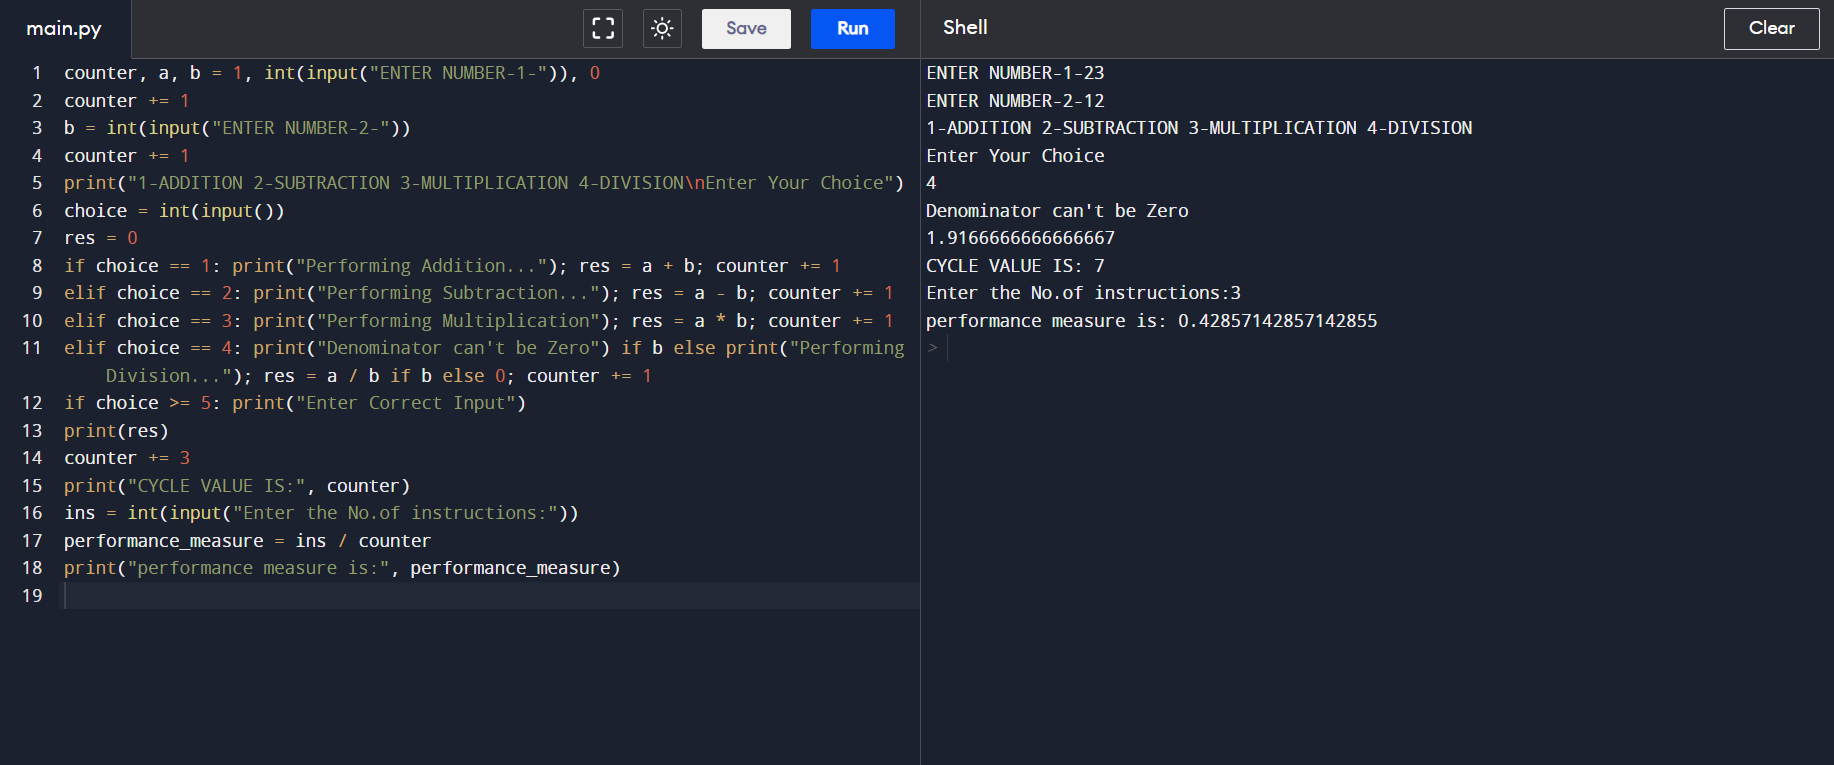 main.py
Save
Run
Shell
Clear
1 counter, a, b = 1, int(input("ENTER NUMBER-1-")), 0
2 counter += 1
3 b = int(input("ENTER NUMBER-2-"))
4 counter += 1
5 print("1-ADDITION 2-SUBTRACTION 3-MULTIPLICATION 4-DIVISION\nEnter Your Choice")
6 choice = int(input())
7 res = 0
8 if choice == 1: print("Performing Addition..."); res = a + b; counter += 1
9 elif choice == 2: print("Performing Subtraction..."); res = a - b; counter += 1
10 elif choice == 3: print("Performing Multiplication"); res = a * b; counter += 1
11 elif choice == 4: print("Denominator can't be Zero") if b else print("Performing
Division..."); res = a / b if b else 0; counter += 1
12 if choice >= 5: print("Enter Correct Input")
13 print(res)
14 counter += 3
15 print("CYCLE VALUE IS:", counter)
16 ins = int(input("Enter the No.of instructions:"))
17 performance_measure = ins / counter
18 print("performance measure is:", performance_measure)
19
ENTER NUMBER-1-23
ENTER NUMBER-2-12
1-ADDITION 2-SUBTRACTION 3-MULTIPLICATION 4-DIVISION
Enter Your Choice
4
Denominator can't be Zero
1.9166666666666667
CYCLE VALUE IS: 7
Enter the No.of instructions:3
performance measure is: 0.42857142857142855
>